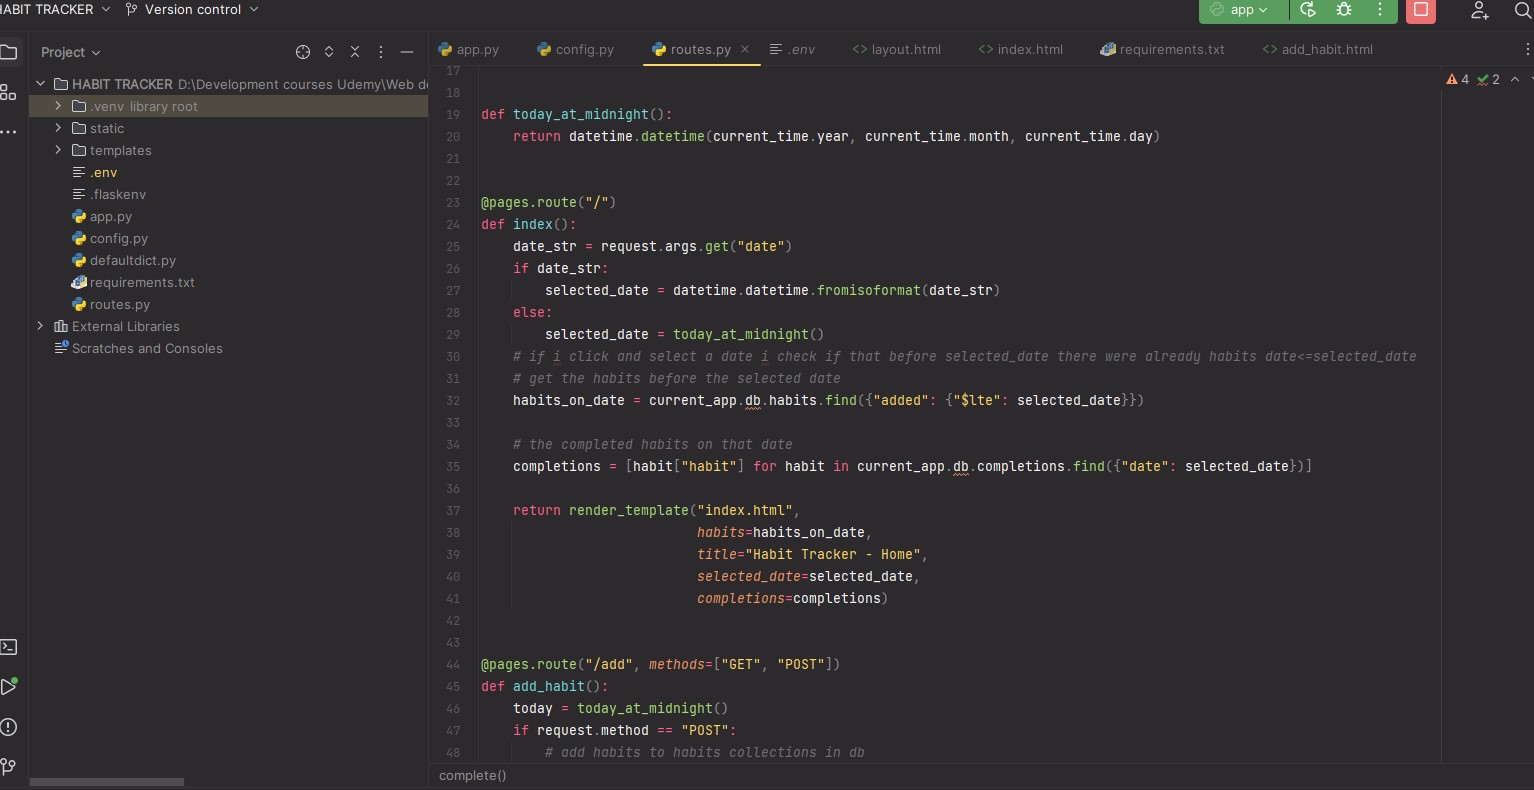 HABIT TRACKER Version control app
Project
app.py config.py routes.py .env layout.html index.html requirements.txt add_habit.html
HABIT TRACKER D:\Development courses Udemy\Web de
.venv library root
static
templates
.env
.flaskenv
app.py
config.py
defaultdict.py
requirements.txt
routes.py
External Libraries
Scratches and Consoles
4 2
17
18
19 def today_at_midnight():
20 return datetime.datetime(current_time.year, current_time.month, current_time.day)
21
22
23 @pages.route("/")
24 def index():
25 date_str = request.args.get("date")
26 if date_str:
27 selected_date = datetime.datetime.fromisoformat(date_str)
28 else:
29 selected_date = today_at_midnight()
30 # if i click and select a date i check if that before selected_date there were already habits date<=selected_date
31 # get the habits before the selected date
32 habits_on_date = current_app.db.habits.find({"added": {"$lte": selected_date}})
33
34 # the completed habits on that date
35 completions = [habit["habit"] for habit in current_app.db.completions.find({"date": selected_date})]
36
37 return render_template("index.html",
38 habits=habits_on_date,
39 title="Habit Tracker - Home",
40 selected_date=selected_date,
41 completions=completions)
42
43
44 @pages.route("/add", methods=["GET", "POST"])
45 def add_habit():
46 today = today_at_midnight()
47 if request.method == "POST":
48 # add habits to habits collections in db
complete()